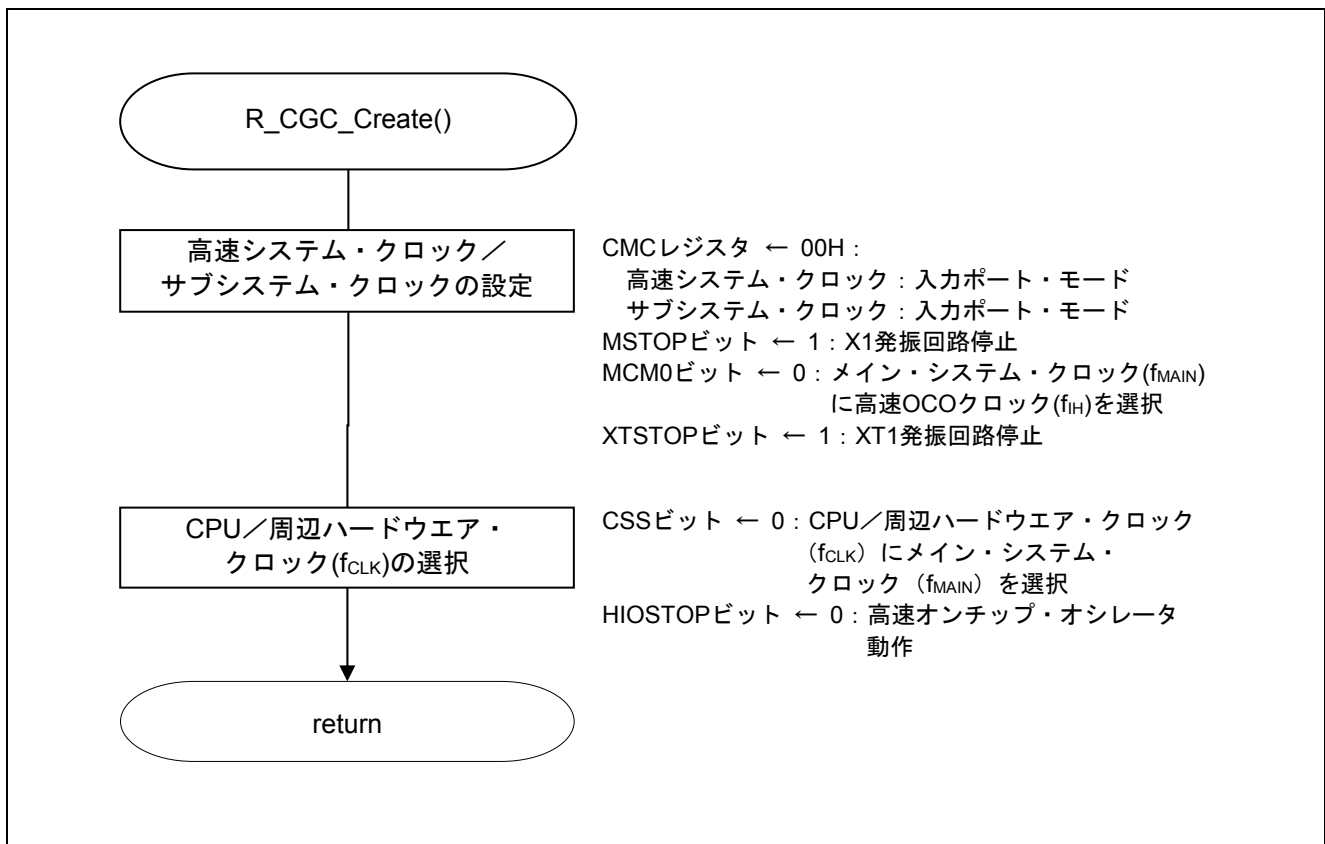 R_CGC_Create()
高速システム・クロック／
サブシステム・クロックの設定
CMCレジスタ ← 00H：
高速システム・クロック：入力ポート・モード
サブシステム・クロック：入力ポート・モード
MSTOPビット ← 1：X1発振回路停止
MCM0ビット ← 0：メイン・システム・クロック(fMAIN)
に高速OCOクロック(fIH)を選択
XTSTOPビット ← 1：XT1発振回路停止
CPU／周辺ハードウエア・
クロック(fCLK)の選択
CSSビット ← 0：CPU／周辺ハードウエア・クロック
（fCLK）にメイン・システム・
クロック（fMAIN）を選択
HIOSTOPビット ← 0：高速オンチップ・オシレータ
動作
return